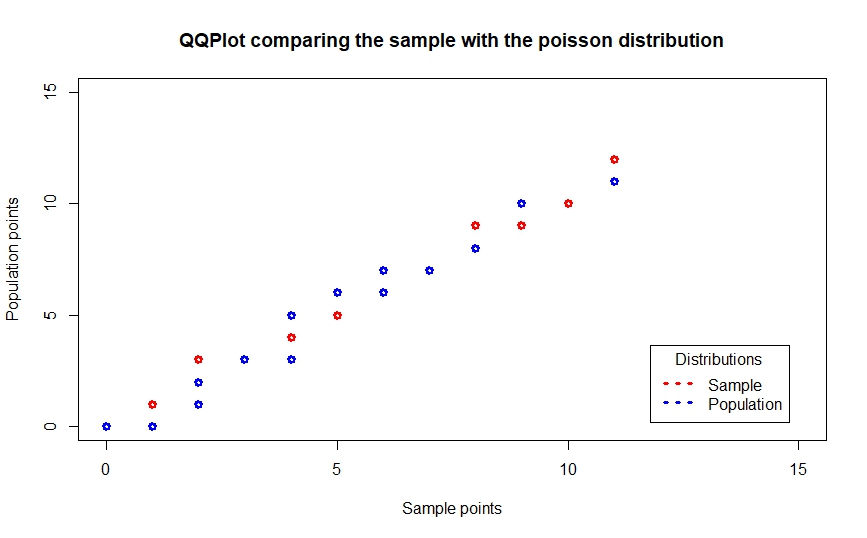 QQPlot comparing the sample with the poisson distribution
15
10
5
0
Population points
Distributions
Sample
Population
0 5 10 15
Sample points